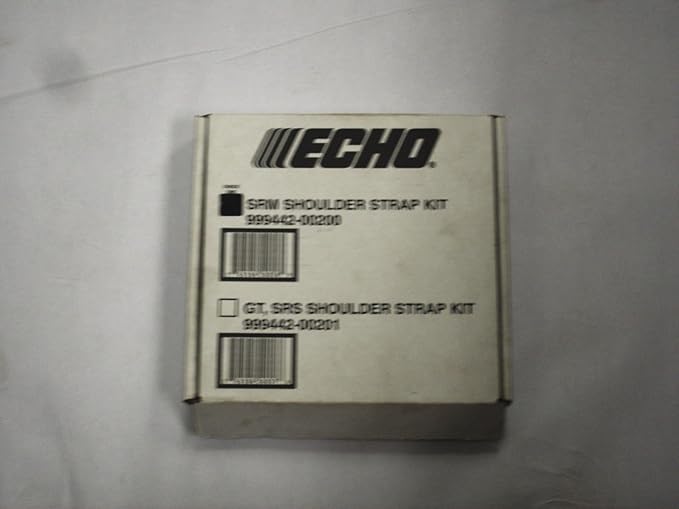 ECHO®
SRM SHOULDER STRAP KIT
999442-00200
GT, SRS SHOULDER STRAP KIT
999442-00201